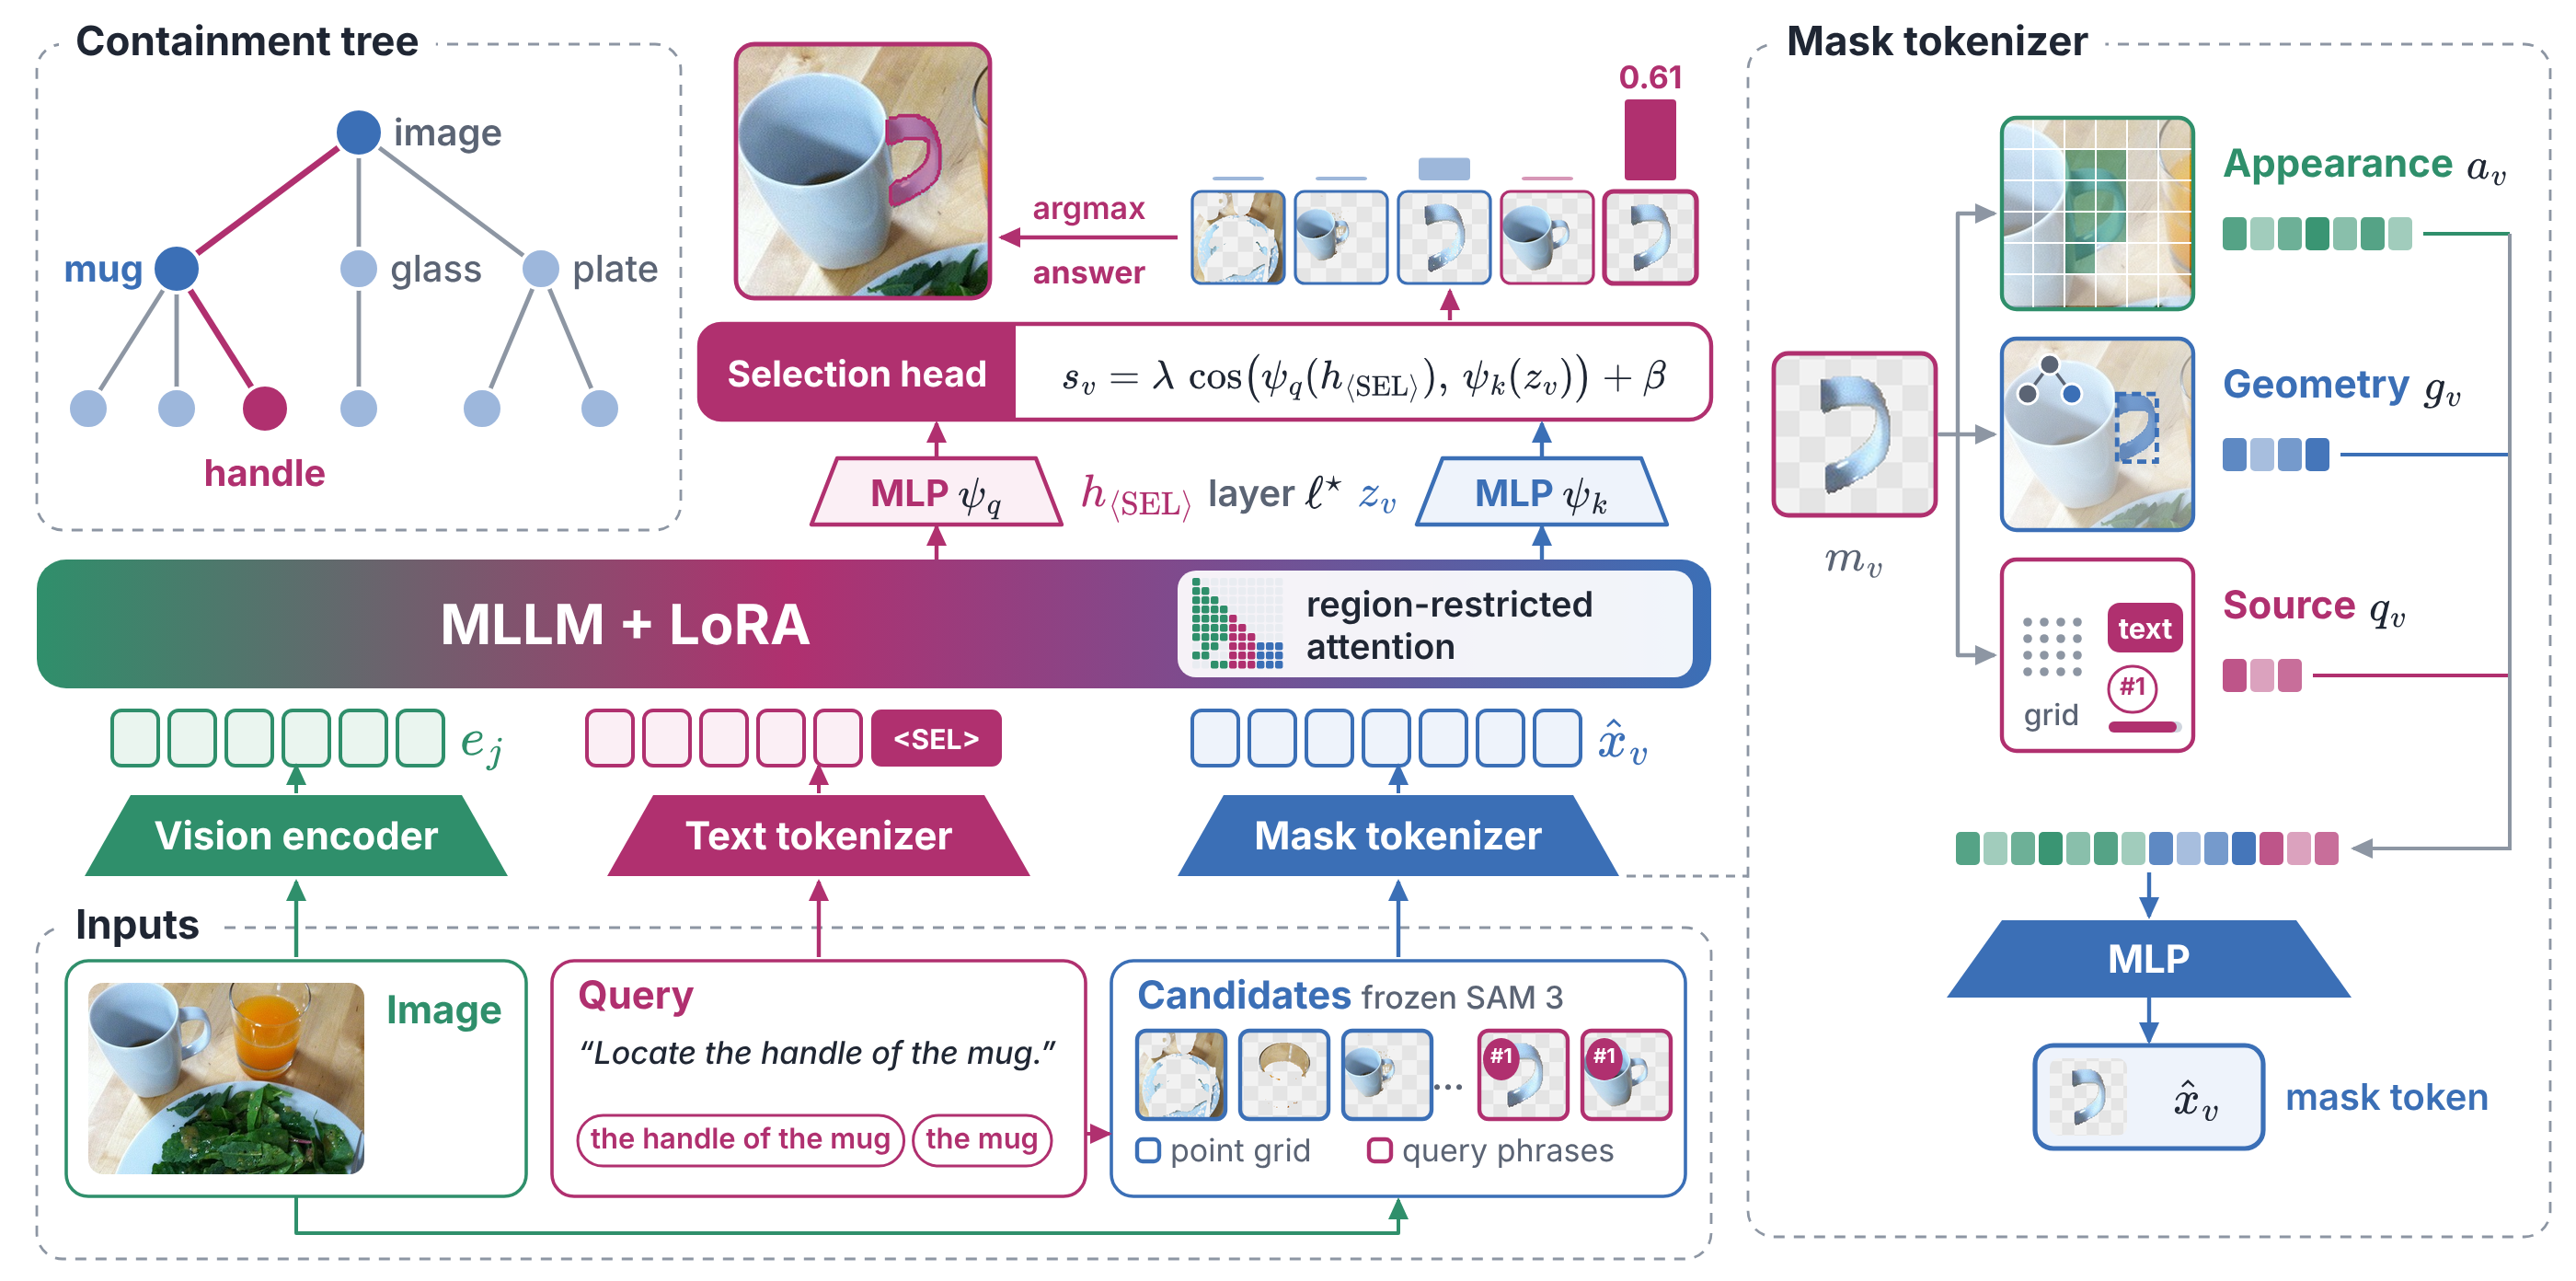 Containment tree
image
mug
glass
plate
handle
argmax
answer
0.61
Selection head
s_v = λ cos(ψ_q(h_⟨SEL⟩), ψ_k(z_v)) + β
MLP ψ_q
h_⟨SEL⟩ layer ℓ* z_v
MLP ψ_k
MLLM + LoRA
region-restricted
attention
e_j
<SEL>
x̂_v
Vision encoder
Text tokenizer
Mask tokenizer
Inputs
Image
Query
“Locate the handle of the mug.”
the handle of the mug
the mug
Candidates frozen SAM 3
#1
#1
...
point grid
query phrases
Mask tokenizer
m_v
Appearance a_v
Geometry g_v
Source q_v
text
#1
grid
MLP
x̂_v
mask token